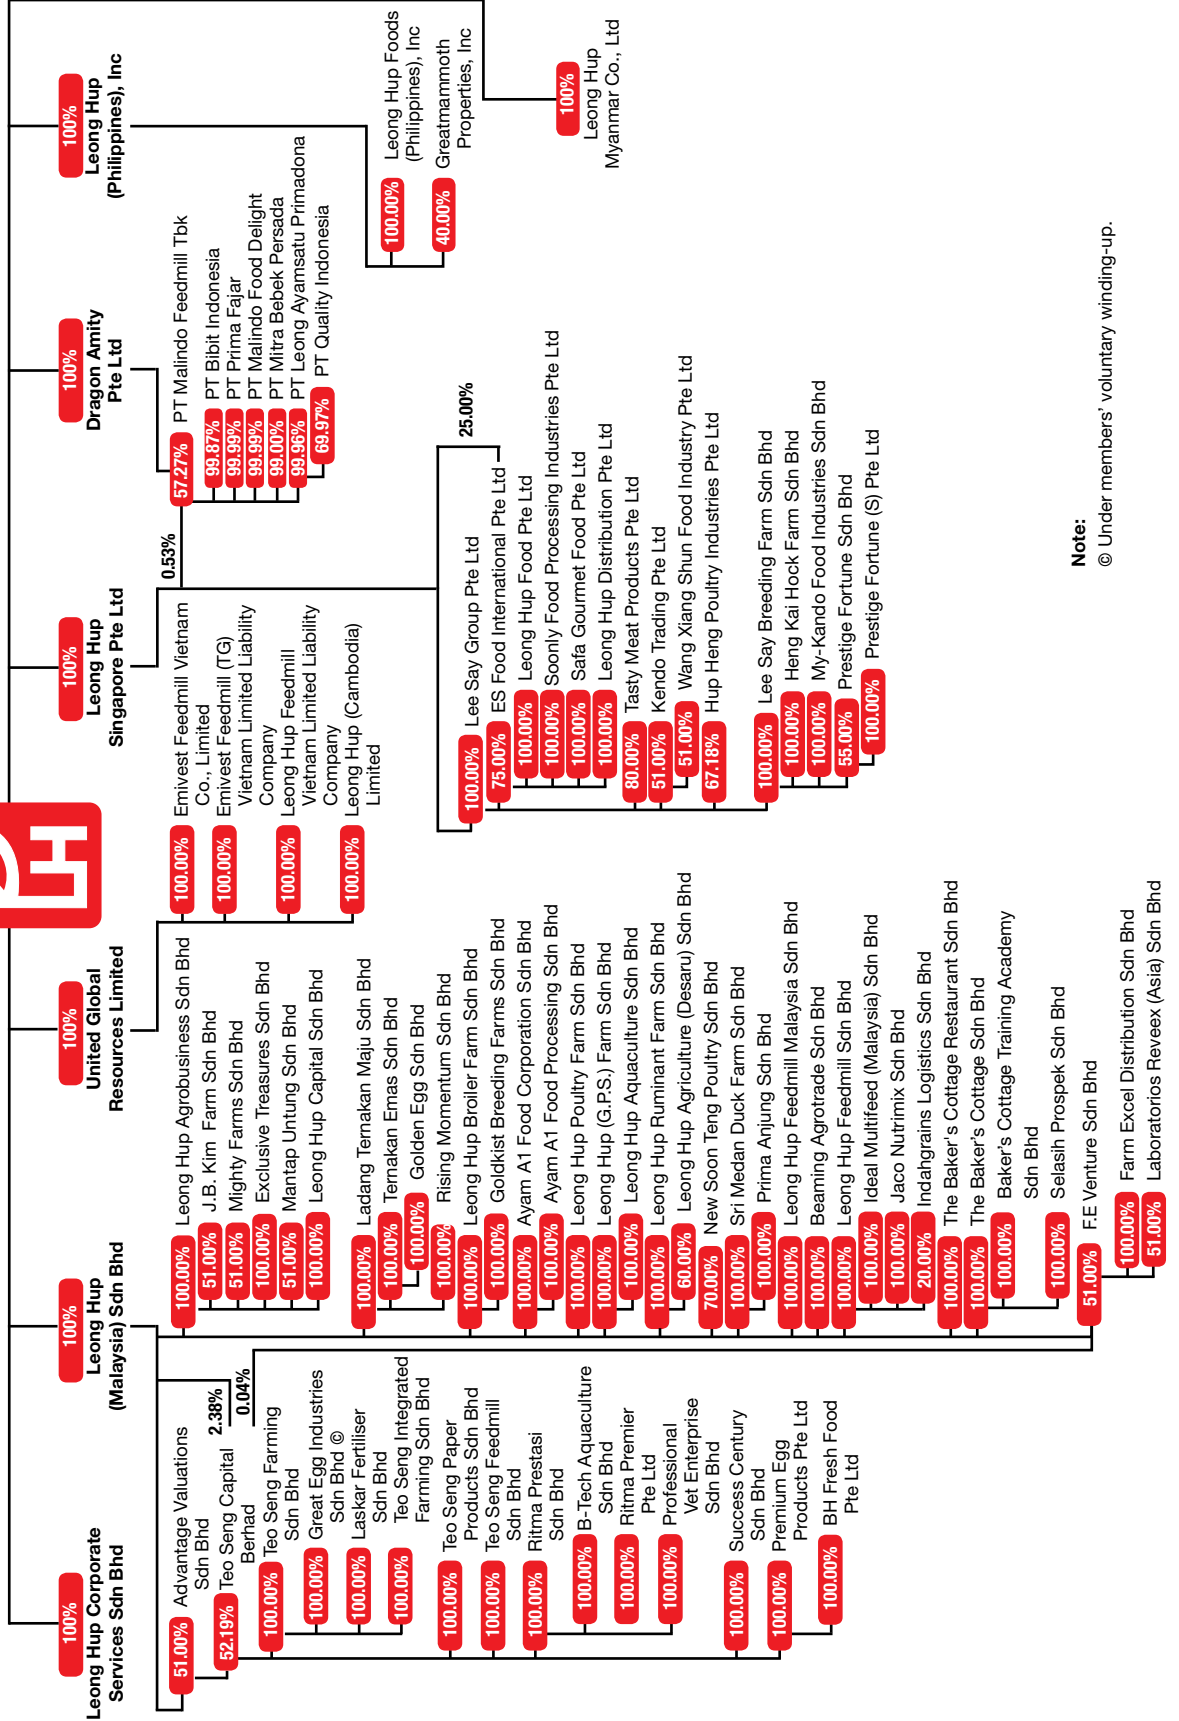 LH
100%
Leong Hup Corporate
Services Sdn Bhd
51.00%
Advantage Valuations
Sdn Bhd
2.38%
0.04%
52.19%
Teo Seng Capital
Berhad
100.00%
Teo Seng Farming
Sdn Bhd
100.00%
Great Egg Industries
Sdn Bhd ©
100.00%
Laskar Fertiliser
Sdn Bhd
100.00%
Teo Seng Integrated
Farming Sdn Bhd
100.00%
Teo Seng Paper
Products Sdn Bhd
100.00%
Teo Seng Feedmill
Sdn Bhd
100.00%
Ritma Prestasi
Sdn Bhd
100.00%
B-Tech Aquaculture
Sdn Bhd
100.00%
Ritma Premier
Pte Ltd
100.00%
Professional
Vet Enterprise
Sdn Bhd
100.00%
Success Century
Sdn Bhd
100.00%
Premium Egg
Products Pte Ltd
100.00%
BH Fresh Food
Pte Ltd
100%
Leong Hup
(Malaysia) Sdn Bhd
100.00% Leong Hup Agrobusiness Sdn Bhd
51.00% J.B. Kim Farm Sdn Bhd
51.00% Mighty Farms Sdn Bhd
100.00% Exclusive Treasures Sdn Bhd
51.00% Mantap Untung Sdn Bhd
100.00% Leong Hup Capital Sdn Bhd
100.00% Ladang Ternakan Maju Sdn Bhd
100.00% Ternakan Emas Sdn Bhd
100.00% Golden Egg Sdn Bhd
100.00% Rising Momentum Sdn Bhd
100.00% Leong Hup Broiler Farm Sdn Bhd
100.00% Goldkist Breeding Farms Sdn Bhd
100.00% Ayam A1 Food Corporation Sdn Bhd
100.00% Ayam A1 Food Processing Sdn Bhd
100.00% Leong Hup Poultry Farm Sdn Bhd
100.00% Leong Hup (G.P.S.) Farm Sdn Bhd
100.00% Leong Hup Aquaculture Sdn Bhd
100.00% Leong Hup Ruminant Farm Sdn Bhd
60.00% Leong Hup Agriculture (Desaru) Sdn Bhd
70.00% New Soon Teng Poultry Sdn Bhd
100.00% Sri Medan Duck Farm Sdn Bhd
100.00% Prima Anjung Sdn Bhd
100.00% Leong Hup Feedmill Malaysia Sdn Bhd
100.00% Beaming Agrotrade Sdn Bhd
100.00% Leong Hup Feedmill Sdn Bhd
100.00% Ideal Multifeed (Malaysia) Sdn Bhd
100.00% Jaco Nutrimix Sdn Bhd
20.00% Indahgrains Logistics Sdn Bhd
100.00% The Baker's Cottage Restaurant Sdn Bhd
100.00% The Baker's Cottage Sdn Bhd
100.00% Baker's Cottage Training Academy
Sdn Bhd
100.00% Selasih Prospek Sdn Bhd
51.00% F.E Venture Sdn Bhd
100.00% Farm Excel Distribution Sdn Bhd
51.00% Laboratorios Reveex (Asia) Sdn Bhd
100%
United Global
Resources Limited
100.00% Emivest Feedmill Vietnam
Co., Limited
100.00% Emivest Feedmill (TG)
Vietnam Limited Liability
Company
100.00% Leong Hup Feedmill
Vietnam Limited Liability
Company
100.00% Leong Hup (Cambodia)
Limited
100%
Leong Hup
Singapore Pte Ltd
0.53%
100.00% Lee Say Group Pte Ltd
25.00%
75.00% ES Food International Pte Ltd
100.00% Leong Hup Food Pte Ltd
100.00% Soonly Food Processing Industries Pte Ltd
100.00% Safa Gourmet Food Pte Ltd
100.00% Leong Hup Distribution Pte Ltd
80.00% Tasty Meat Products Pte Ltd
51.00% Kendo Trading Pte Ltd
51.00% Wang Xiang Shun Food Industry Pte Ltd
67.18% Hup Heng Poultry Industries Pte Ltd
100.00% Lee Say Breeding Farm Sdn Bhd
100.00% Heng Kai Hock Farm Sdn Bhd
100.00% My-Kando Food Industries Sdn Bhd
55.00% Prestige Fortune Sdn Bhd
100.00% Prestige Fortune (S) Pte Ltd
100%
Dragon Amity
Pte Ltd
57.27% PT Malindo Feedmill Tbk
99.87% PT Bibit Indonesia
99.99% PT Prima Fajar
99.99% PT Malindo Food Delight
99.00% PT Mitra Bebek Persada
99.96% PT Leong Ayamsatu Primadona
69.97% PT Quality Indonesia
100%
Leong Hup
(Philippines), Inc
100.00% Leong Hup Foods
(Philippines), Inc
40.00% Greatmammoth
Properties, Inc
100%
Leong Hup
Myanmar Co., Ltd
Note:
© Under members' voluntary winding-up.